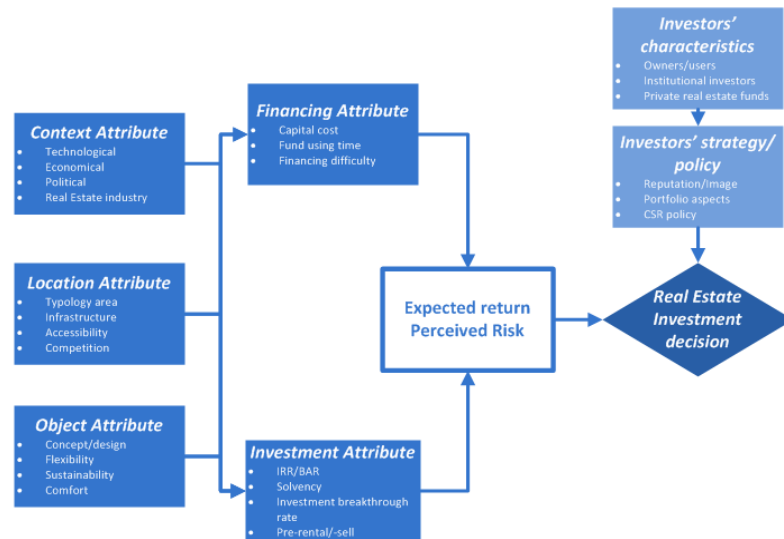 Investors'
characteristics
Owners/users
Institutional investors
Private real estate funds
Financing Attribute
Capital cost
Fund using time
Financing difficulty
Context Attribute
Technological
Economical
Political
Real Estate industry
Investors' strategy/
policy
Reputation/image
Portfolio aspects
CSR policy
Location Attribute
Typology area
Infrastructure
Accessibility
Competition
Expected return
Perceived Risk
Real Estate
Investment
decision
Object Attribute
Concept/design
Flexibility
Sustainability
Comfort
Investment Attribute
IRR/BAR
Solvency
Investment breakthrough
rate
Pre-rental/-sell